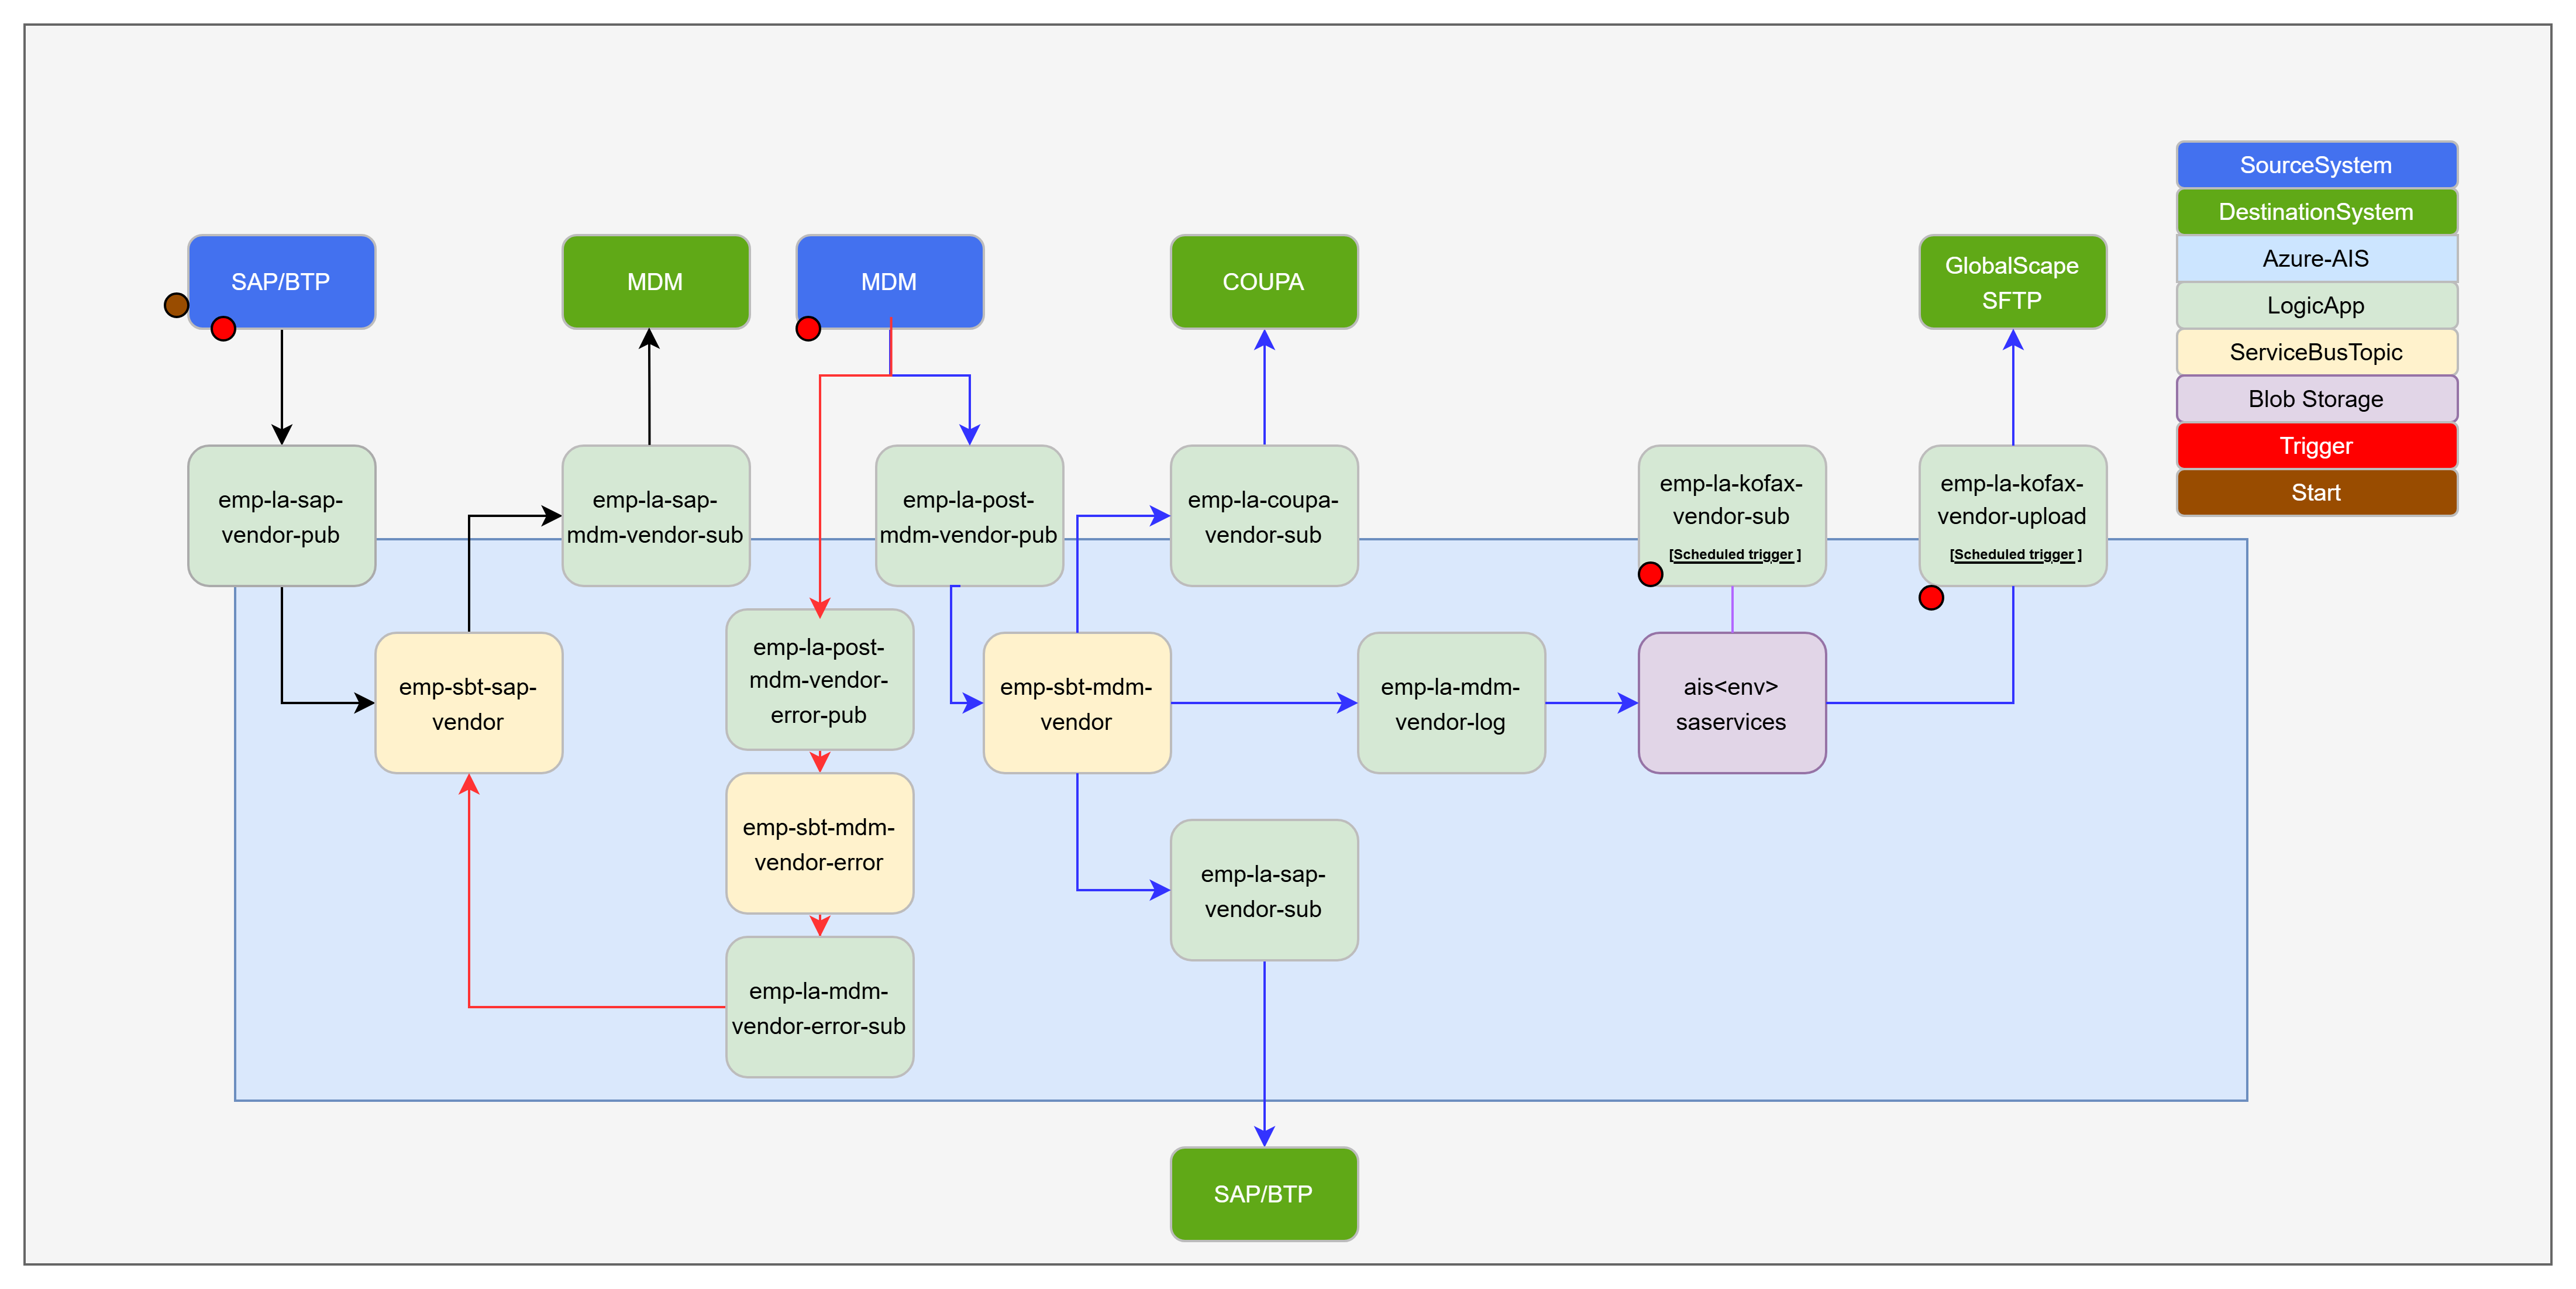 SourceSystem
DestinationSystem
Azure-AIS
LogicApp
ServiceBusTopic
Blob Storage
Trigger
Start
SAP/BTP
MDM
MDM
COUPA
GlobalScape
SFTP
emp-la-sap-
vendor-pub
emp-la-sap-
mdm-vendor-sub
emp-la-post-
mdm-vendor-pub
emp-la-coupa-
vendor-sub
emp-la-kofax-
vendor-sub
[Scheduled trigger ]
emp-la-kofax-
vendor-upload
[Scheduled trigger ]
emp-sbt-sap-
vendor
emp-la-post-
mdm-vendor-
error-pub
emp-sbt-mdm-
vendor
emp-la-mdm-
vendor-log
ais<env>
saservices
emp-sbt-mdm-
vendor-error
emp-la-sap-
vendor-sub
emp-la-mdm-
vendor-error-sub
SAP/BTP